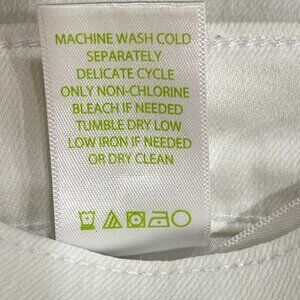 MACHINE WASH COLD
SEPARATELY
DELICATE CYCLE
ONLY NON-CHLORINE
BLEACH IF NEEDED
TUMBLE DRY LOW
LOW IRON IF NEEDED
OR DRY CLEAN